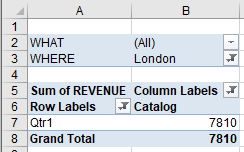 A B
1
2 WHAT (All)
3 WHERE London
4
5 Sum of REVENUE Column Labels
6 Row Labels Catalog
7 Qtr1 7810
8 Grand Total 7810